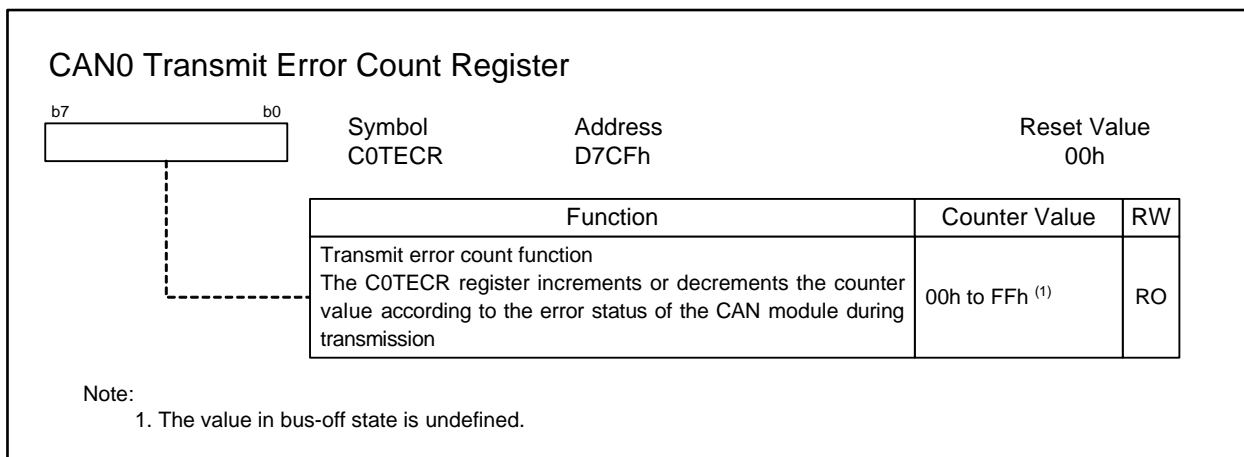 CAN0 Transmit Error Count Register
b7 b0
Symbol Address Reset Value
C0TECR D7CFh 00h
Function Counter Value RW
Transmit error count function
The C0TECR register increments or decrements the counter
value according to the error status of the CAN module during
transmission
00h to FFh (1) RO
Note:
1. The value in bus-off state is undefined.